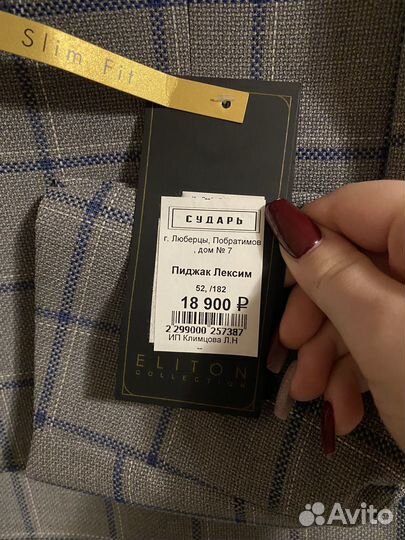 Slim Fit
СУДАРЬ
г. Люберцы, Побратимов
, дом № 7
Пиджак Лексим
52, /182
18 900 ₽
2 299000 257387
ИП Климцова Л.Н
ELITON
COLLECTION
Avito